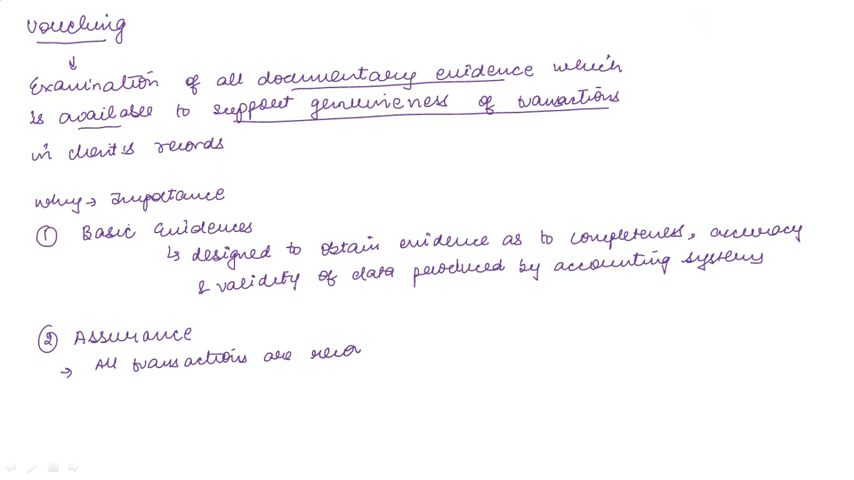 Vouching
Examination of all documentary evidence which
is available to support genuineness of transactions
in client's records
Why → Importance
① Basic Evidences
↳ designed to obtain evidence as to completeness, accuracy
& validity of data produced by accounting systems
② Assurance
→ All transactions are recor